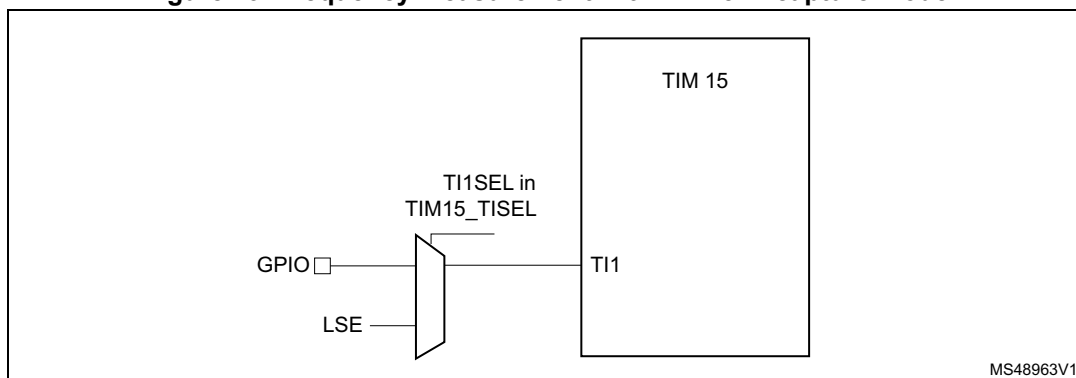 TIM 15
TI1SEL in
TIM15_TISEL
GPIO
TI1
LSE
MS48963V1